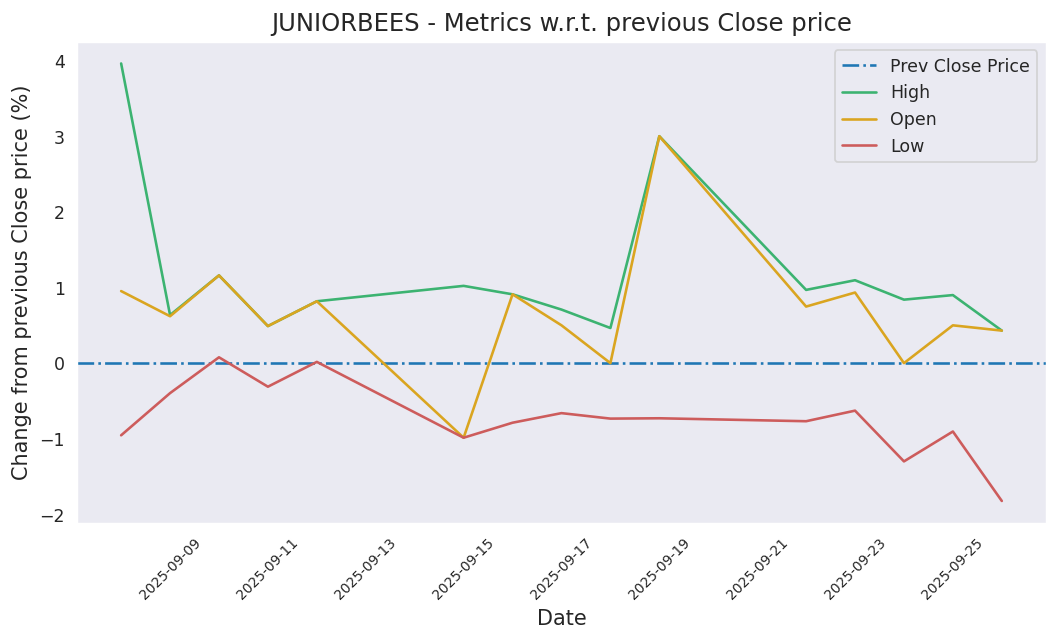 JUNIORBEES - Metrics w.r.t. previous Close price
Change from previous Close price (%)
4
3
2
1
0
−1
−2
Prev Close Price
High
Open
Low
2025-09-09
2025-09-11
2025-09-13
2025-09-15
2025-09-17
2025-09-19
2025-09-21
2025-09-23
2025-09-25
Date